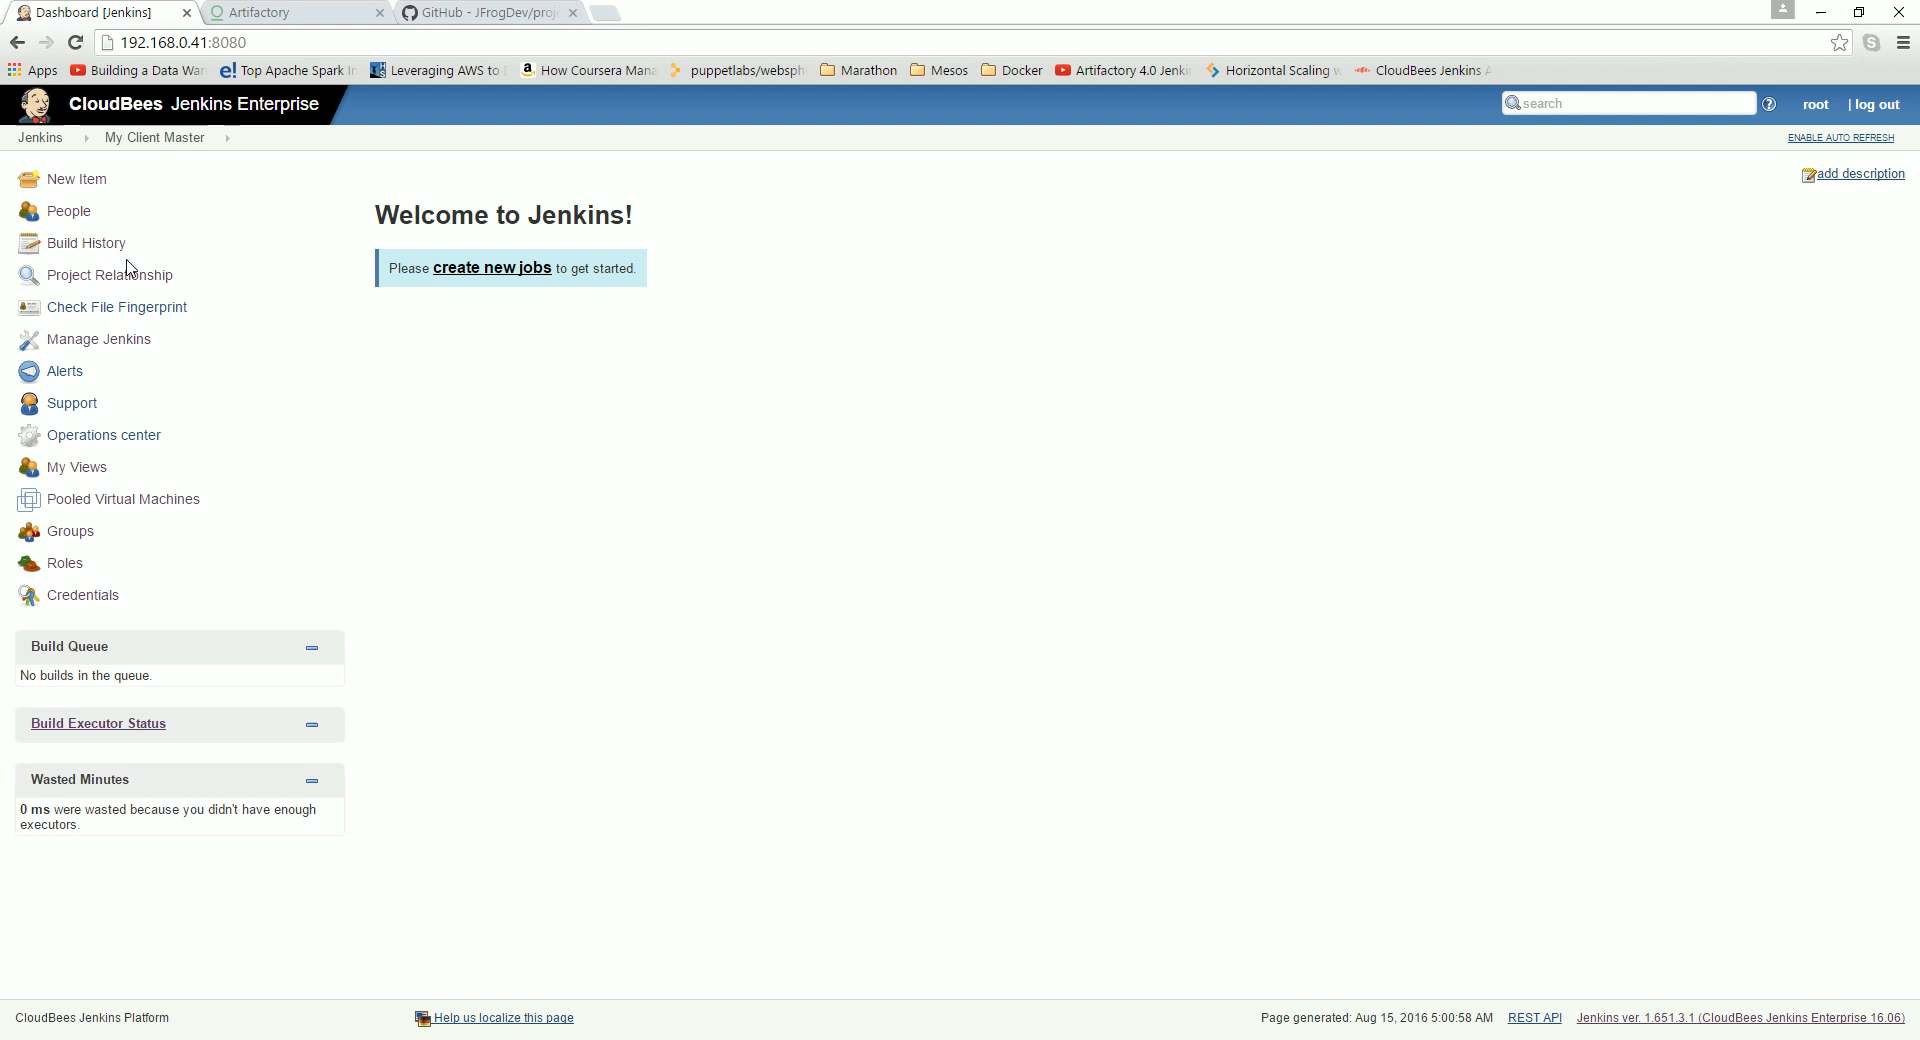 Dashboard [Jenkins]
Artifactory
GitHub - JFrogDev/proj
192.168.0.41:8080
Apps
Building a Data War
Top Apache Spark In
Leveraging AWS to
How Coursera Mana
puppetlabs/websph
Marathon
Mesos
Docker
Artifactory 4.0 Jenki
Horizontal Scaling w
CloudBees Jenkins A
CloudBees Jenkins Enterprise
search
root
| log out
Jenkins
My Client Master
ENABLE AUTO REFRESH
New Item
People
Build History
Project Relationship
Check File Fingerprint
Manage Jenkins
Alerts
Support
Operations center
My Views
Pooled Virtual Machines
Groups
Roles
Credentials
add description
Welcome to Jenkins!
Please create new jobs to get started.
Build Queue
No builds in the queue.
Build Executor Status
Wasted Minutes
0 ms were wasted because you didn't have enough
executors.
CloudBees Jenkins Platform
Help us localize this page
Page generated: Aug 15, 2016 5:00:58 AM
REST API
Jenkins ver. 1.651.3.1 (CloudBees Jenkins Enterprise 16.06)